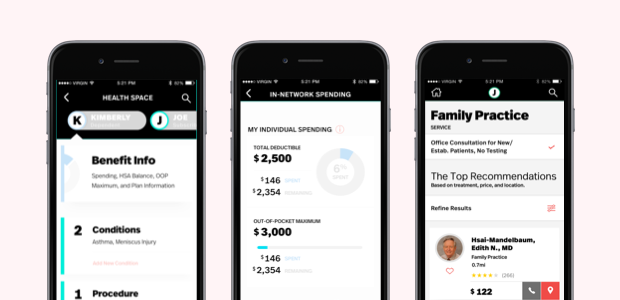 VIRGIN
5:21 PM
82%
HEALTH SPACE
K
KIMBERLY
J
JOE
Benefit Info
Spending, HSA Balance, OOP
Maximum, and Plan Information
2
Conditions
Asthma, Meniscus Injury
Add New Condition
1
Procedure
VIRGIN
5:21 PM
82%
IN-NETWORK SPENDING
MY INDIVIDUAL SPENDING
TOTAL DEDUCTIBLE
$2,500
$146 SPENT
$2,354 REMAINING
6%
SPENT
OUT-OF-POCKET MAXIMUM
$3,000
$146 SPENT
$2,354 REMAINING
VIRGIN
5:21 PM
82%
J
Family Practice
SERVICE
Office Consultation for New/
Estab. Patients, No Testing
The Top Recommendations
Based on treatment, price, and location.
Refine Results
Hsai-Mandelbaum,
Edith N., MD
Family Practice
0.7mi
(266)
$122